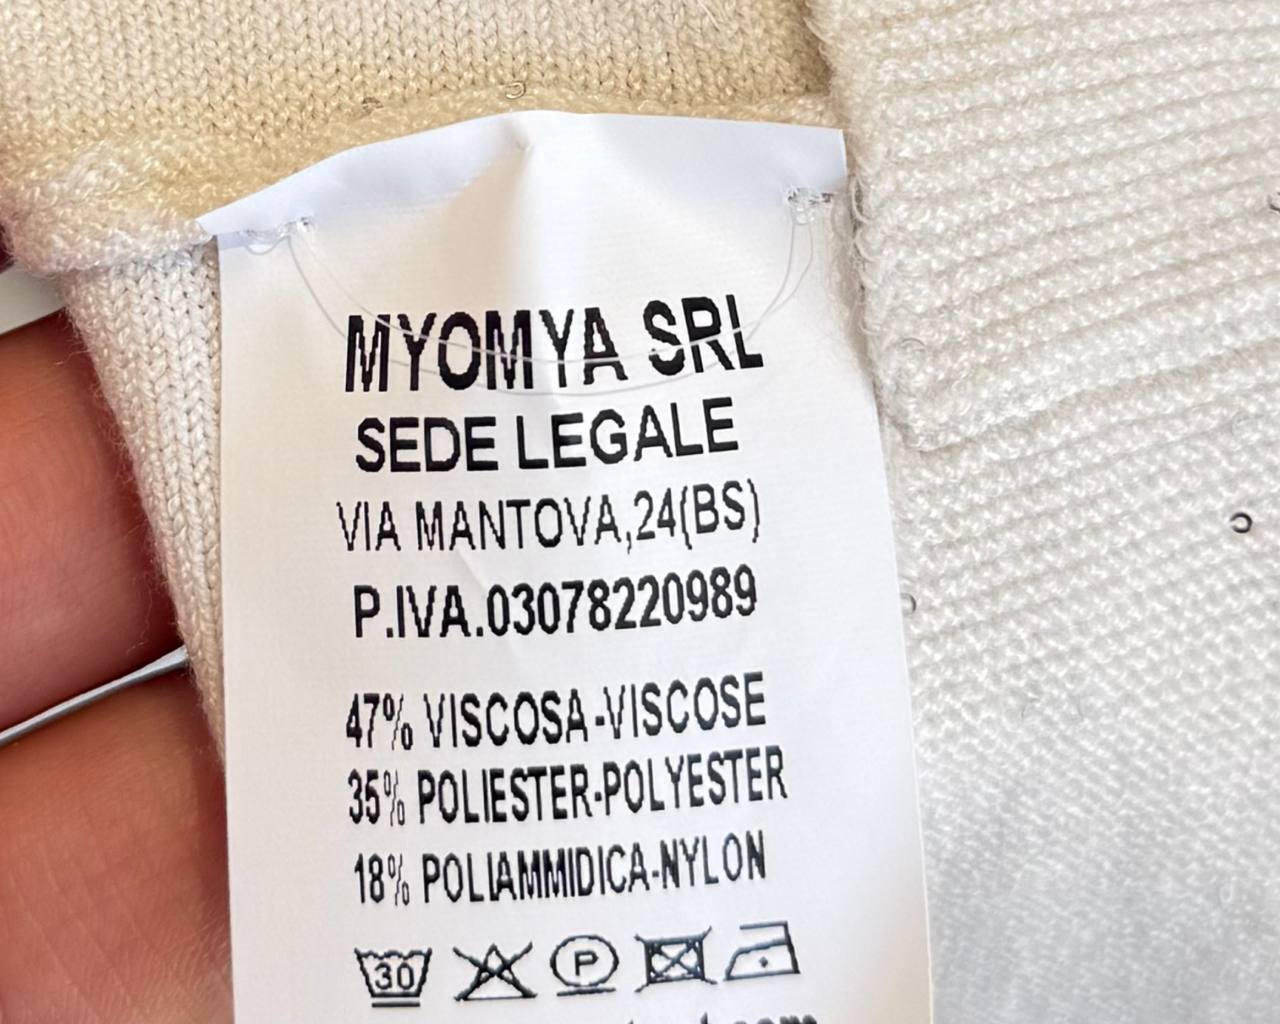 MYOMYA SRL
SEDE LEGALE
VIA MANTOVA,24(BS)
P.IVA.03078220989
47% VISCOSA-VISCOSE
35% POLIESTER-POLYESTER
18% POLIAMMIDICA-NYLON
30 P